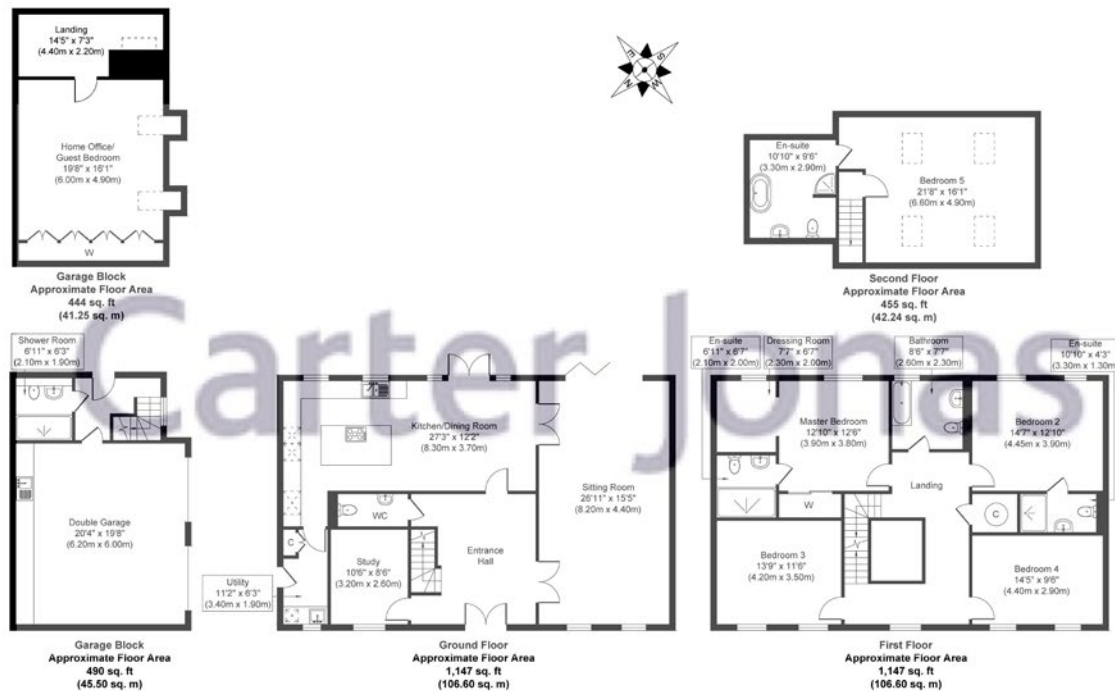 Landing
14'5" x 7'3"
(4.40m x 2.20m)
Home Office/
Guest Bedroom
19'8" x 16'1"
(6.00m x 4.90m)
W
Garage Block
Approximate Floor Area
444 sq. ft
(41.25 sq. m)
E
S
N
W
En-suite
10'10" x 9'6"
(3.30m x 2.90m)
Bedroom 5
21'8" x 16'1"
(6.60m x 4.90m)
Second Floor
Approximate Floor Area
455 sq. ft
(42.24 sq. m)
Carter Jonas
Shower Room
6'11" x 6'3"
(2.10m x 1.90m)
Double Garage
20'4" x 19'8"
(6.20m x 6.00m)
Garage Block
Approximate Floor Area
490 sq. ft
(45.50 sq. m)
Kitchen/Dining Room
27'3" x 12'2"
(8.30m x 3.70m)
Sitting Room
26'11" x 15'5"
(8.20m x 4.40m)
WC
C
Study
10'6" x 8'6"
(3.20m x 2.60m)
Entrance
Hall
Utility
11'2" x 6'3"
(3.40m x 1.90m)
Ground Floor
Approximate Floor Area
1,147 sq. ft
(106.60 sq. m)
En-suite
6'11" x 6'7"
(2.10m x 2.00m)
Dressing Room
7'7" x 6'7"
(2.30m x 2.00m)
Bathroom
8'6" x 7'7"
(2.60m x 2.30m)
En-suite
10'10" x 4'3"
(3.30m x 1.30m)
Master Bedroom
12'10" x 12'6"
(3.90m x 3.80m)
Bedroom 2
14'7" x 12'10"
(4.45m x 3.90m)
Landing
W
C
Bedroom 3
13'9" x 11'6"
(4.20m x 3.50m)
Bedroom 4
14'5" x 9'6"
(4.40m x 2.90m)
First Floor
Approximate Floor Area
1,147 sq. ft
(106.60 sq. m)